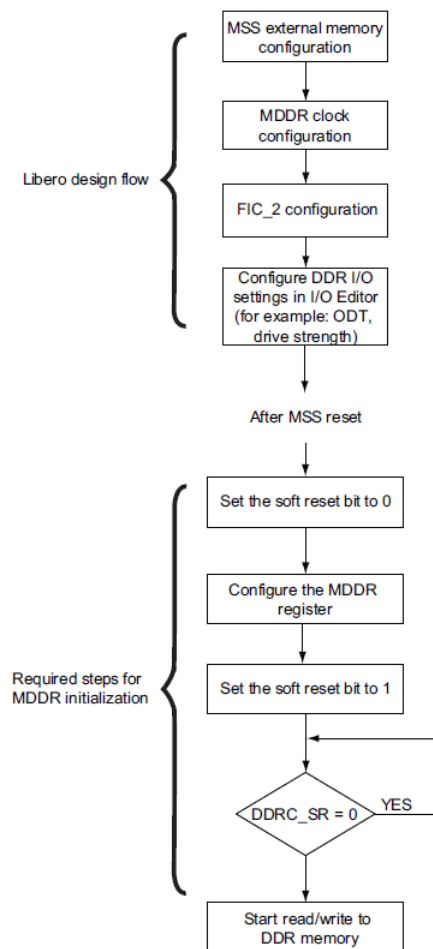 MSS external memory
configuration
MDDR clock
configuration
Libero design flow
FIC_2 configuration
Configure DDR I/O
settings in I/O Editor
(for example: ODT,
drive strength)
After MSS reset
Set the soft reset bit to 0
Configure the MDDR
register
Required steps for
MDDR initialization
Set the soft reset bit to 1
DDRC_SR = 0
YES
Start read/write to
DDR memory